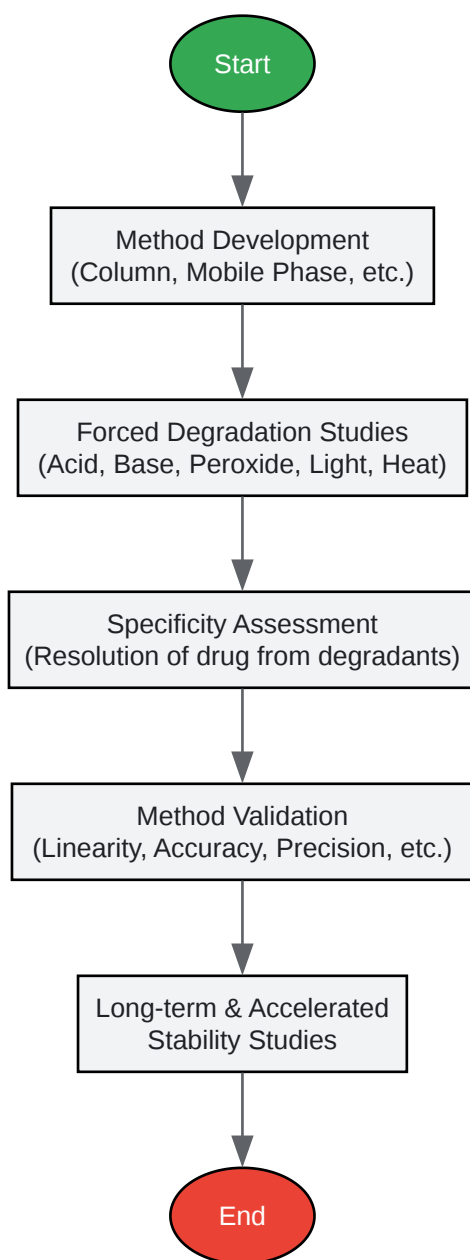 Start
Method Development
(Column, Mobile Phase, etc.)
Forced Degradation Studies
(Acid, Base, Peroxide, Light, Heat)
Specificity Assessment
(Resolution of drug from degradants)
Method Validation
(Linearity, Accuracy, Precision, etc.)
Long-term & Accelerated
Stability Studies
End